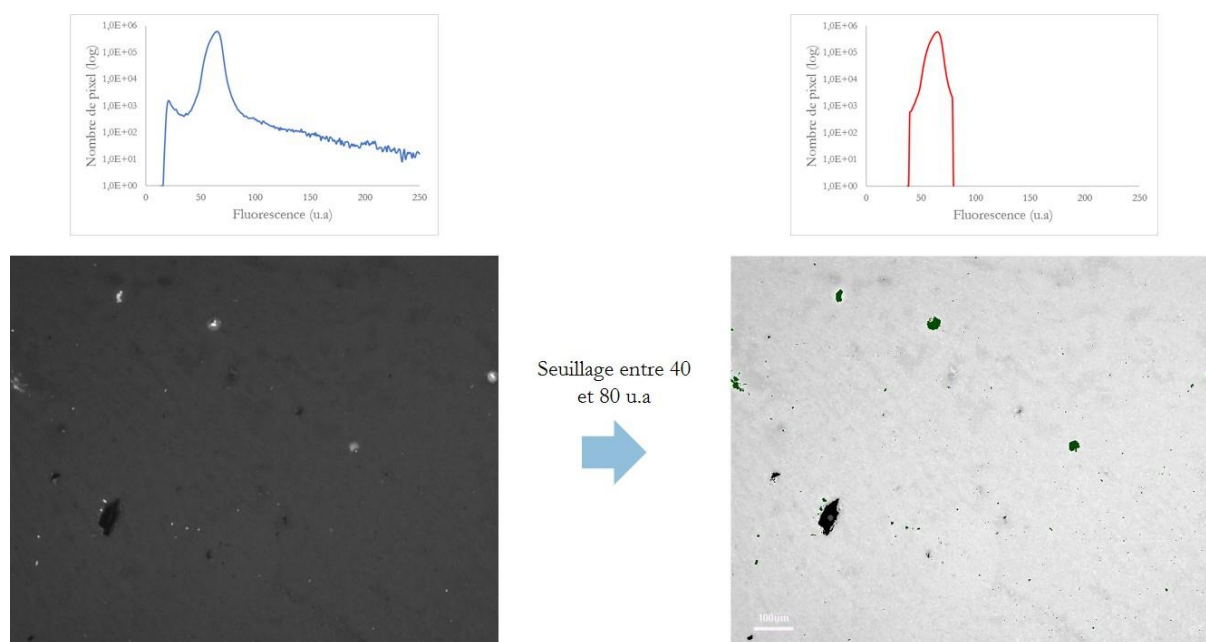 1,0E+06
1,0E+05
1,0E+04
1,0E+03
1,0E+02
1,0E+01
1,0E+00
Nombre de pixel (log)
0 50 100 150 200 250
Fluorescence (u.a)
1,0E+06
1,0E+05
1,0E+04
1,0E+03
1,0E+02
1,0E+01
1,0E+00
Nombre de pixel (log)
0 50 100 150 200 250
Fluorescence (u.a)
Seuillage entre 40
et 80 u.a
100µm